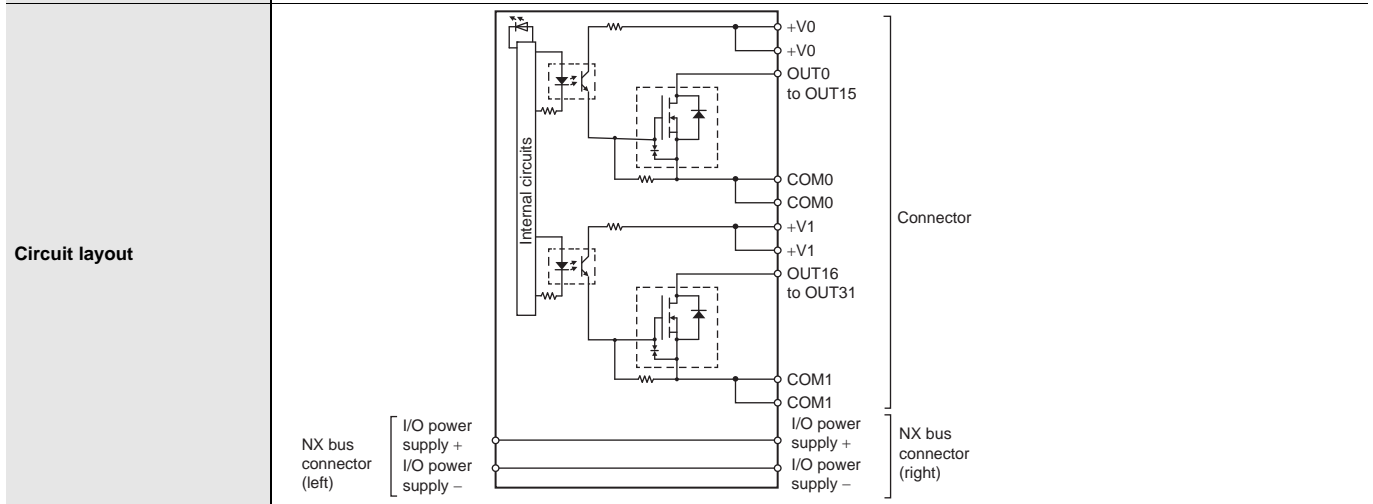 Circuit layout
Internal circuits
+V0
+V0
OUT0
to OUT15
COM0
COM0
+V1
+V1
OUT16
to OUT31
COM1
COM1
Connector
NX bus
connector
(left)
I/O power
supply +
I/O power
supply −
I/O power
supply +
I/O power
supply −
NX bus
connector
(right)